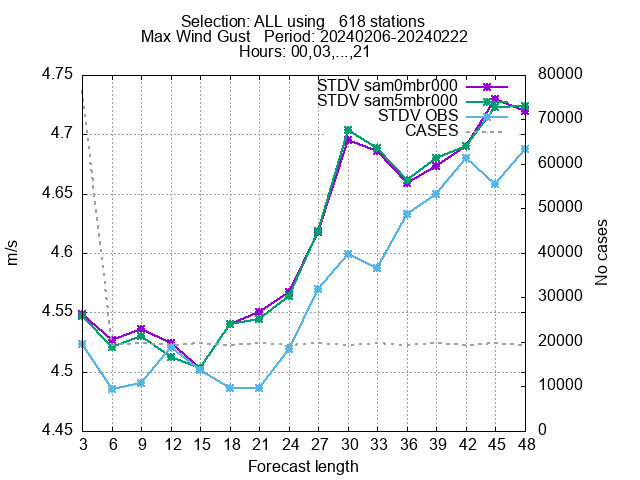 Selection: ALL using   618 stations
Max Wind Gust   Period: 20240206-20240222
Hours: 00,03,...,21
STDV sam0mbr000
STDV sam5mbr000
STDV OBS
CASES
4.75
4.7
4.65
4.6
4.55
4.5
4.45
80000
70000
60000
50000
40000
30000
20000
10000
0
m/s
No cases
3 6 9 12 15 18 21 24 27 30 33 36 39 42 45 48
Forecast length